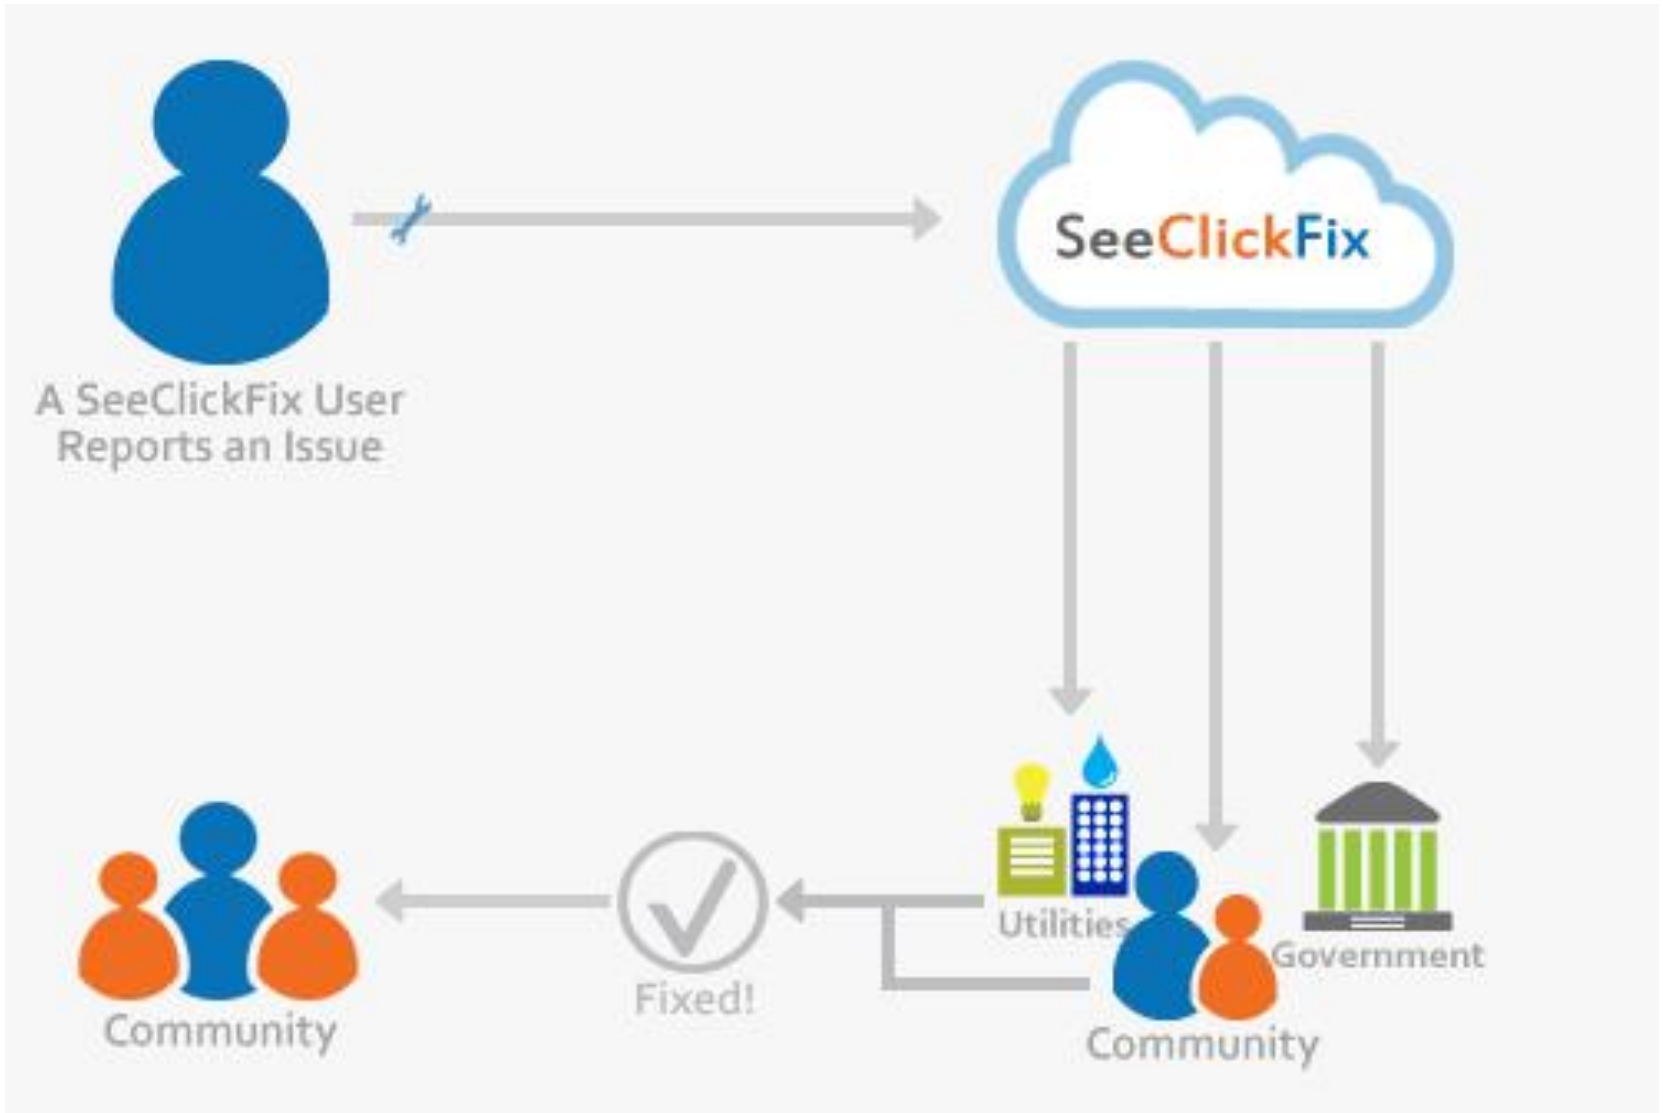 SeeClickFix
A SeeClickFix User
Reports an Issue
Utilities
Government
Fixed!
Community
Community